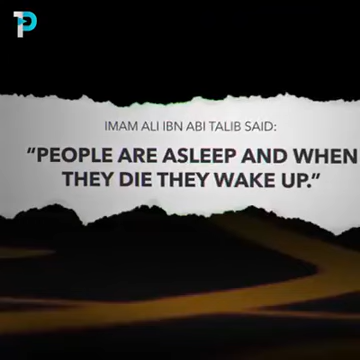 IMAM ALI IBN ABI TALIB SAID:
“PEOPLE ARE ASLEEP AND WHEN
THEY DIE THEY WAKE UP.”